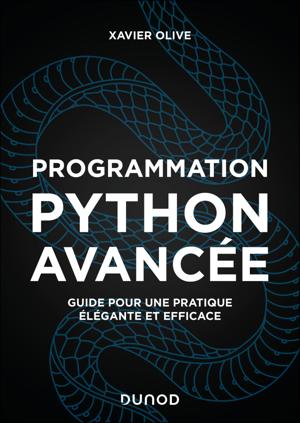 XAVIER OLIVE
PROGRAMMATION
PYTHON
AVANCÉE
GUIDE POUR UNE PRATIQUE
ÉLÉGANTE ET EFFICACE
DUNOD